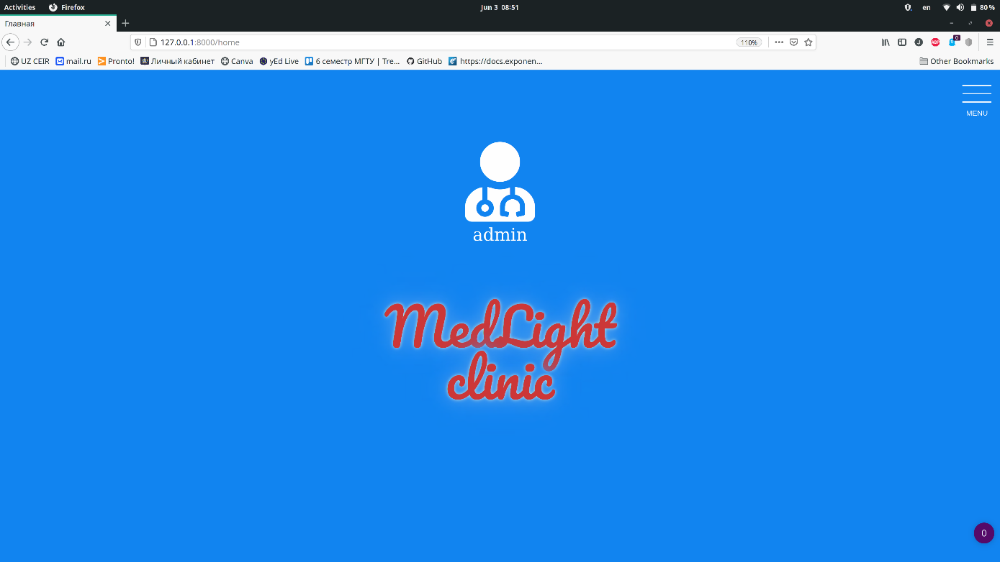 Activities Firefox Jun 3 08:51 en 80 %
Главная
127.0.0.1:8000/home 110% J ABP 0
UZ CEIR mail.ru Pronto! Личный кабинет Canva yEd Live 6 семестр МГТУ | Tre... GitHub https://docs.exponen... Other Bookmarks
MENU
admin
MedLight
clinic
0